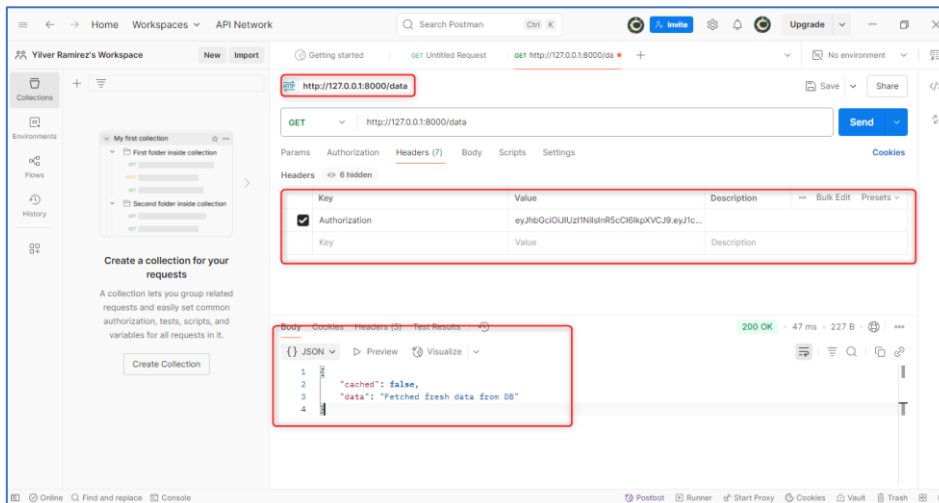 Home Workspaces API Network Search Postman Ctrl K Invite Upgrade
Yilver Ramirez's Workspace New Import Getting started GET Untitled Request GET http://127.0.0.1:8000/da No environment
Collections
HTTP http://127.0.0.1:8000/data Save Share
Environments
GET http://127.0.0.1:8000/data Send
My first collection
First folder inside collection
Params Authorization Headers (7) Body Scripts Settings Cookies
Flows
Headers 6 hidden
Second folder inside collection
Key Value Description Bulk Edit Presets
History
Authorization
Key Value Description
Create a collection for your
requests
A collection lets you group related
requests and easily set common
authorization, tests, scripts, and
variables for all requests in it.
Create Collection
Body Cookies Headers (5) Test Results 200 OK 47 ms 227 B
{} JSON Preview Visualize
1 {
2 "cached": false,
3 "data": "Fetched fresh data from DB"
4 }
Online Find and replace Console Postbot Runner Start Proxy Cookies Vault Trash